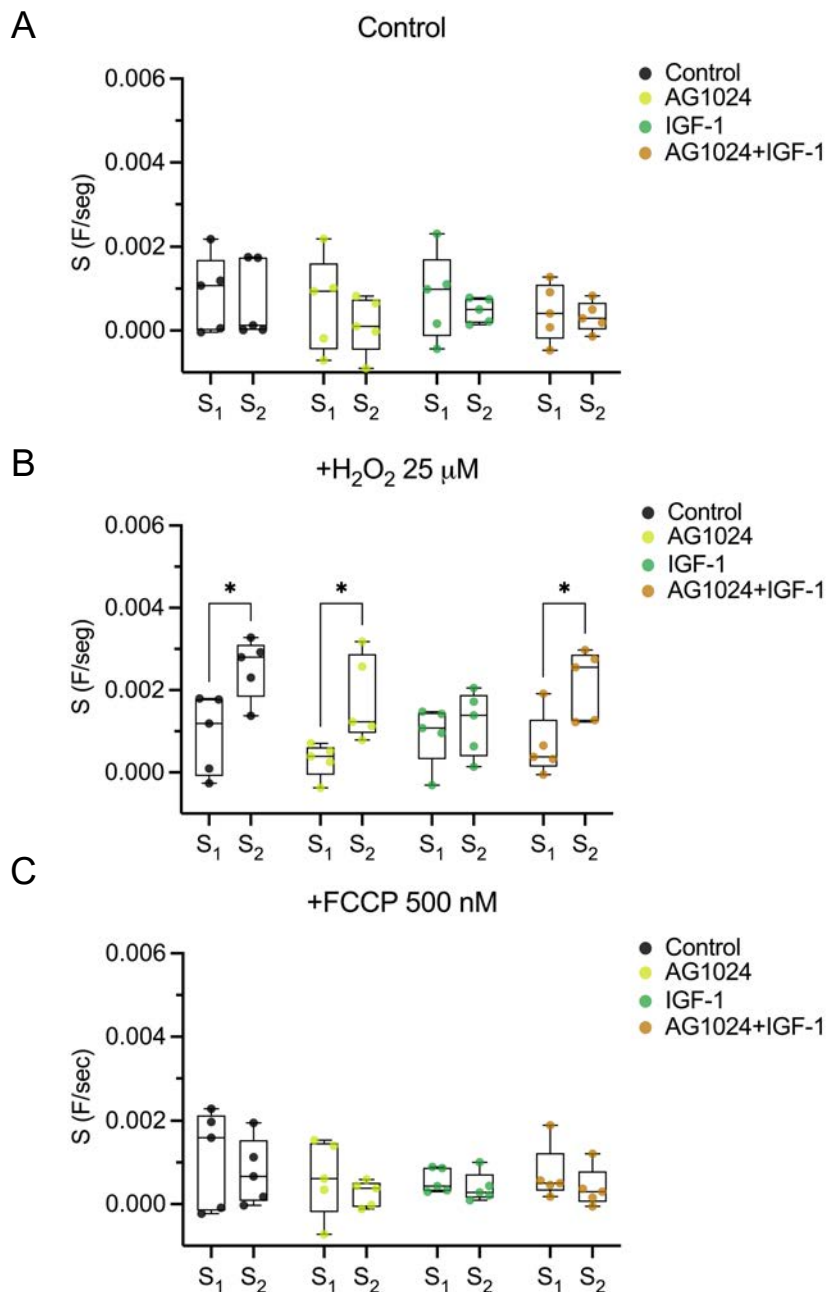 A
Control
0.006
0.004
0.002
0.000
S (F/seg)
S₁ S₂ S₁ S₂ S₁ S₂ S₁ S₂
Control
AG1024
IGF-1
AG1024+IGF-1
B
+H₂O₂ 25 μM
0.006
0.004
0.002
0.000
S (F/seg)
* * *
S₁ S₂ S₁ S₂ S₁ S₂ S₁ S₂
Control
AG1024
IGF-1
AG1024+IGF-1
C
+FCCP 500 nM
0.006
0.004
0.002
0.000
S (F/sec)
S₁ S₂ S₁ S₂ S₁ S₂ S₁ S₂
Control
AG1024
IGF-1
AG1024+IGF-1